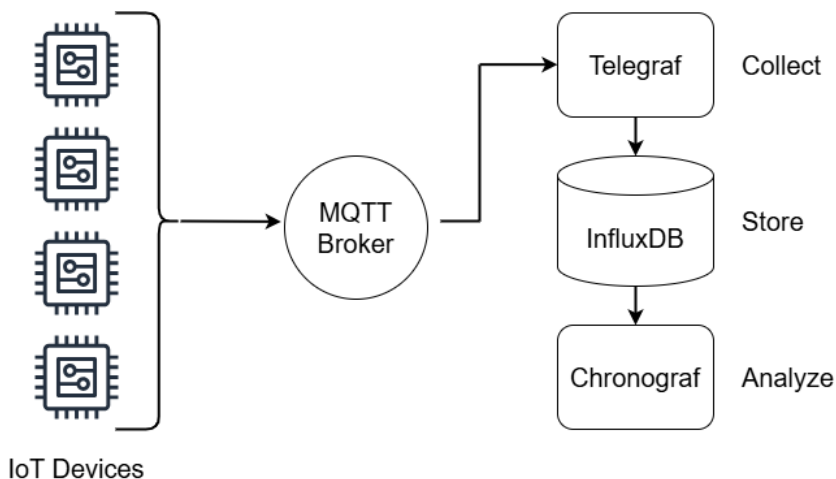 Telegraf
Collect
MQTT
Broker
InfluxDB
Store
Chronograf
Analyze
IoT Devices